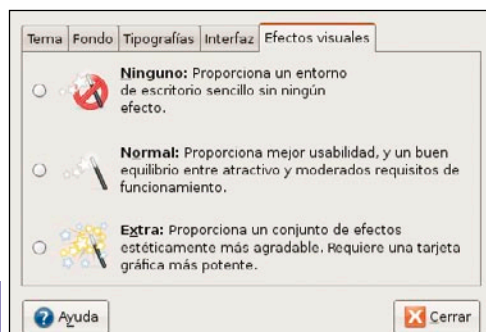 Tema Fondo Tipografías Interfaz Efectos visuales
Ninguno: Proporciona un entorno
de escritorio sencillo sin ningún
efecto.
Normal: Proporciona mejor usabilidad, y un buen
equilibrio entre atractivo y moderados requisitos de
funcionamiento.
Extra: Proporciona un conjunto de efectos
estéticamente más agradable. Requiere una tarjeta
gráfica más potente.
Ayuda Cerrar